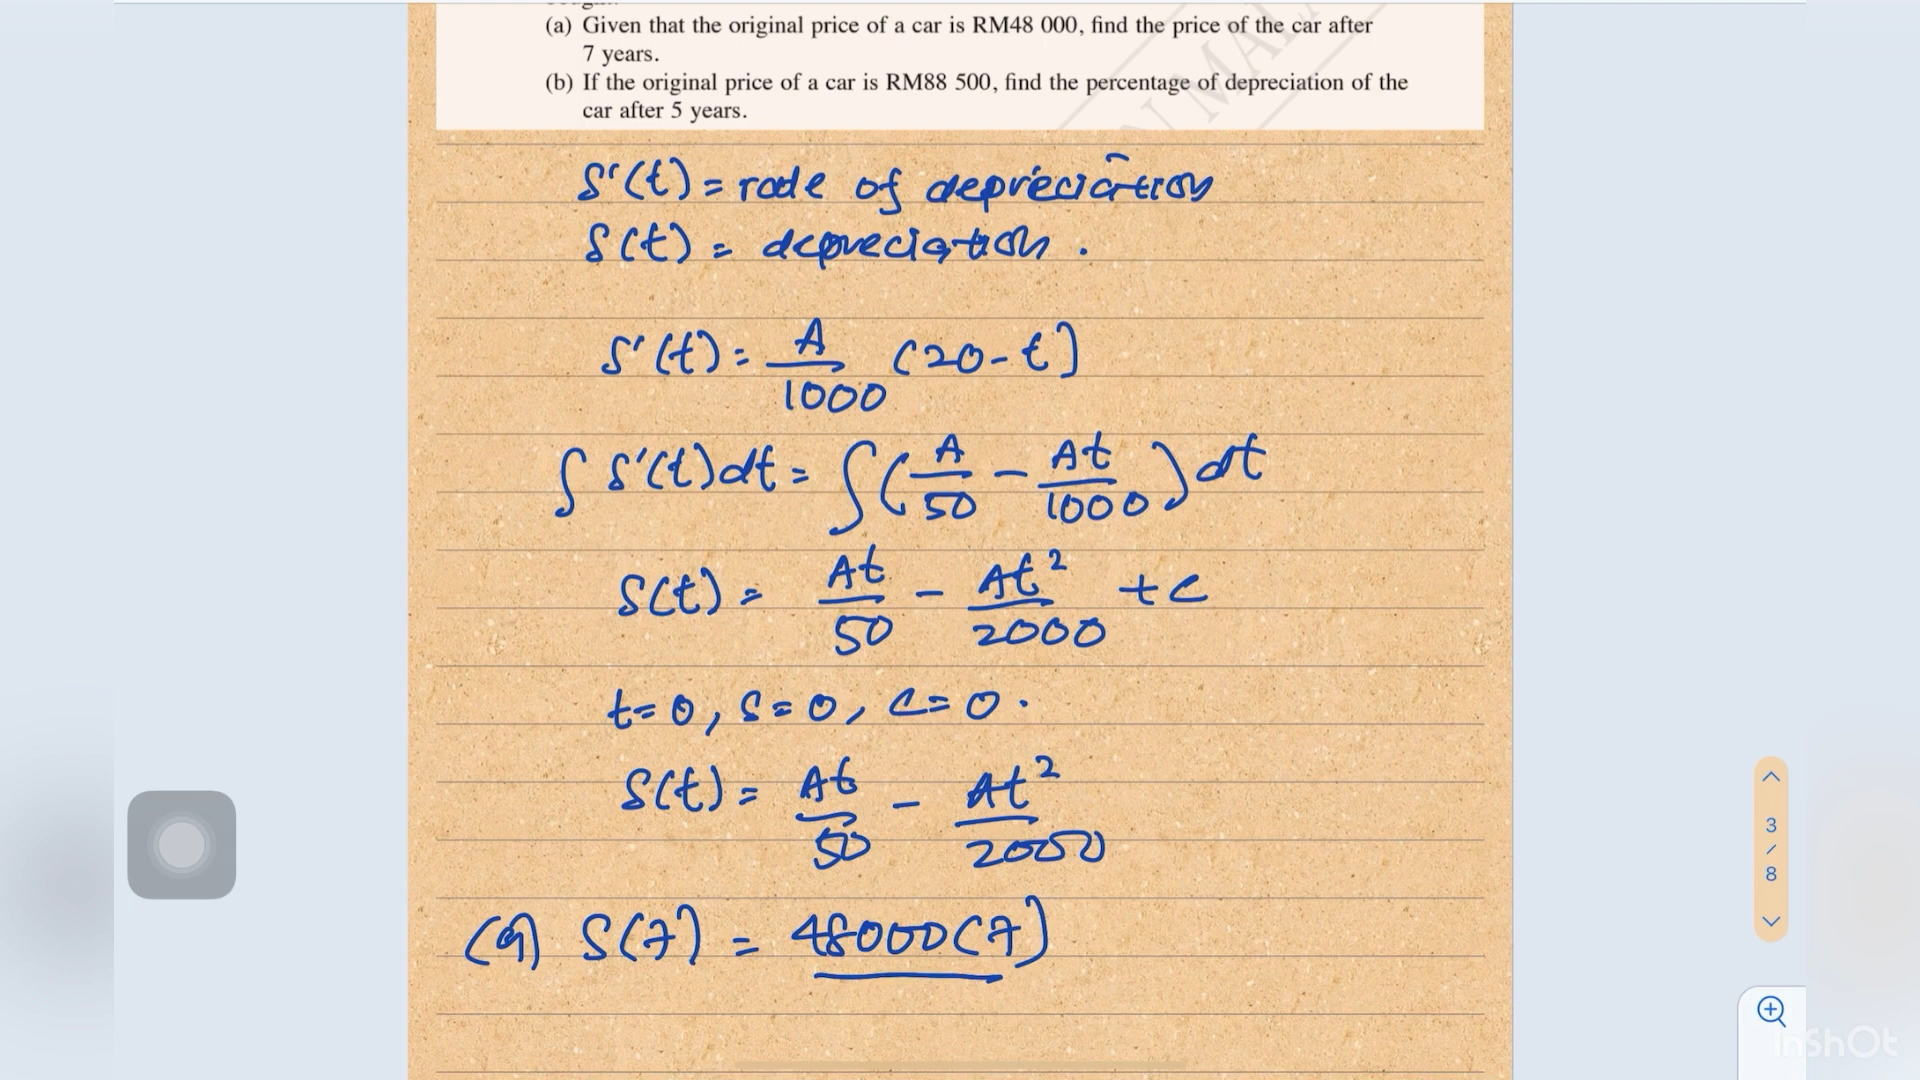 (a) Given that the original price of a car is RM48 000, find the price of the car after
7 years.
(b) If the original price of a car is RM88 500, find the percentage of depreciation of the
car after 5 years.
S'(t) = rate of depreciation
S(t) = depreciation.
S'(t) = A/1000 (20-t)
∫ S'(t)dt = ∫(A/50 - At/1000)dt
S(t) = At/50 - At²/2000 + c
t=0, S=0, c=0.
S(t) = At/50 - At²/2000
(a) S(7) = 48000(7)
3
/
8
InShOt